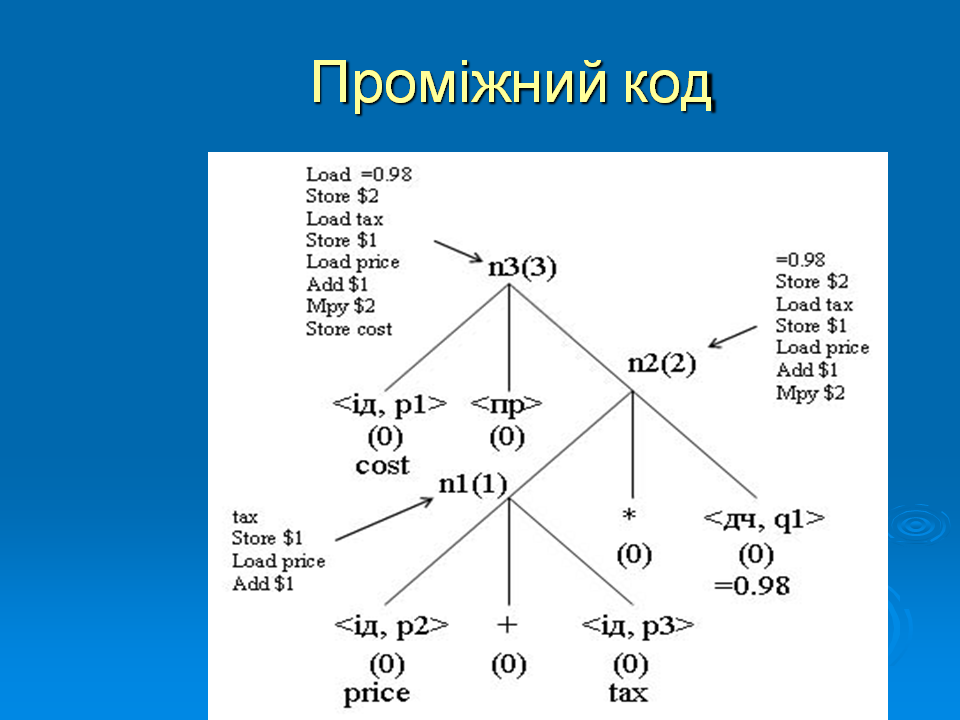 Проміжний код
Load =0.98
Store $2
Load tax
Store $1
Load price
Add $1
Mpy $2
Store cost
n3(3)
=0.98
Store $2
Load tax
Store $1
Load price
Add $1
Mpy $2
n2(2)
<ід, p1> <пр>
(0) (0)
cost
n1(1)
tax
Store $1
Load price
Add $1
* <дч, q1>
(0) (0)
=0.98
<ід, p2> + <ід, p3>
(0) (0) (0)
price tax